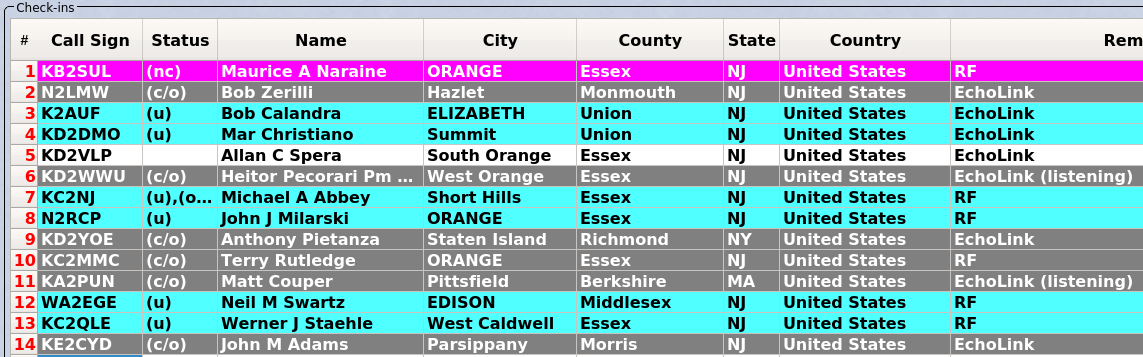 Check-ins
# Call Sign Status Name City County State Country Rem
1 KB2SUL (nc) Maurice A Naraine ORANGE Essex NJ United States RF
2 N2LMW (c/o) Bob Zerilli Hazlet Monmouth NJ United States EchoLink
3 K2AUF (u) Bob Calandra ELIZABETH Union NJ United States EchoLink
4 KD2DMO (u) Mar Christiano Summit Union NJ United States EchoLink
5 KD2VLP Allan C Spera South Orange Essex NJ United States EchoLink
6 KD2WWU (c/o) Heitor Pecorari Pm ... West Orange Essex NJ United States EchoLink (listening)
7 KC2NJ (u),(o... Michael A Abbey Short Hills Essex NJ United States RF
8 N2RCP (u) John J Milarski ORANGE Essex NJ United States RF
9 KD2YOE (c/o) Anthony Pietanza Staten Island Richmond NY United States EchoLink
10 KC2MMC (c/o) Terry Rutledge ORANGE Essex NJ United States RF
11 KA2PUN (c/o) Matt Couper Pittsfield Berkshire MA United States EchoLink (listening)
12 WA2EGE (u) Neil M Swartz EDISON Middlesex NJ United States RF
13 KC2QLE (u) Werner J Staehle West Caldwell Essex NJ United States RF
14 KE2CYD (c/o) John M Adams Parsippany Morris NJ United States EchoLink